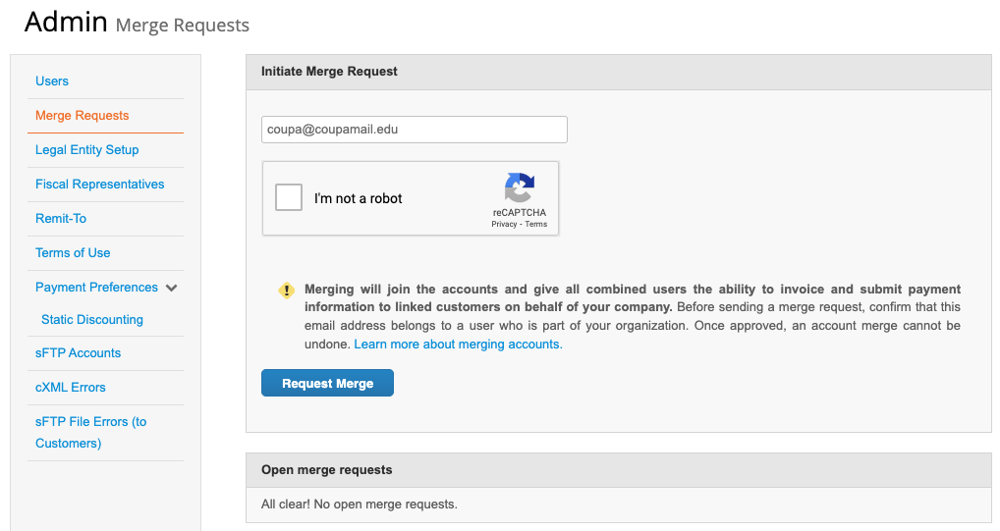 Admin Merge Requests
Users
Merge Requests
Legal Entity Setup
Fiscal Representatives
Remit-To
Terms of Use
Payment Preferences
Static Discounting
sFTP Accounts
cXML Errors
sFTP File Errors (to
Customers)
Initiate Merge Request
coupa@coupamail.edu
I'm not a robot
reCAPTCHA
Privacy - Terms
Merging will join the accounts and give all combined users the ability to invoice and submit payment
information to linked customers on behalf of your company. Before sending a merge request, confirm that this
email address belongs to a user who is part of your organization. Once approved, an account merge cannot be
undone. Learn more about merging accounts.
Request Merge
Open merge requests
All clear! No open merge requests.